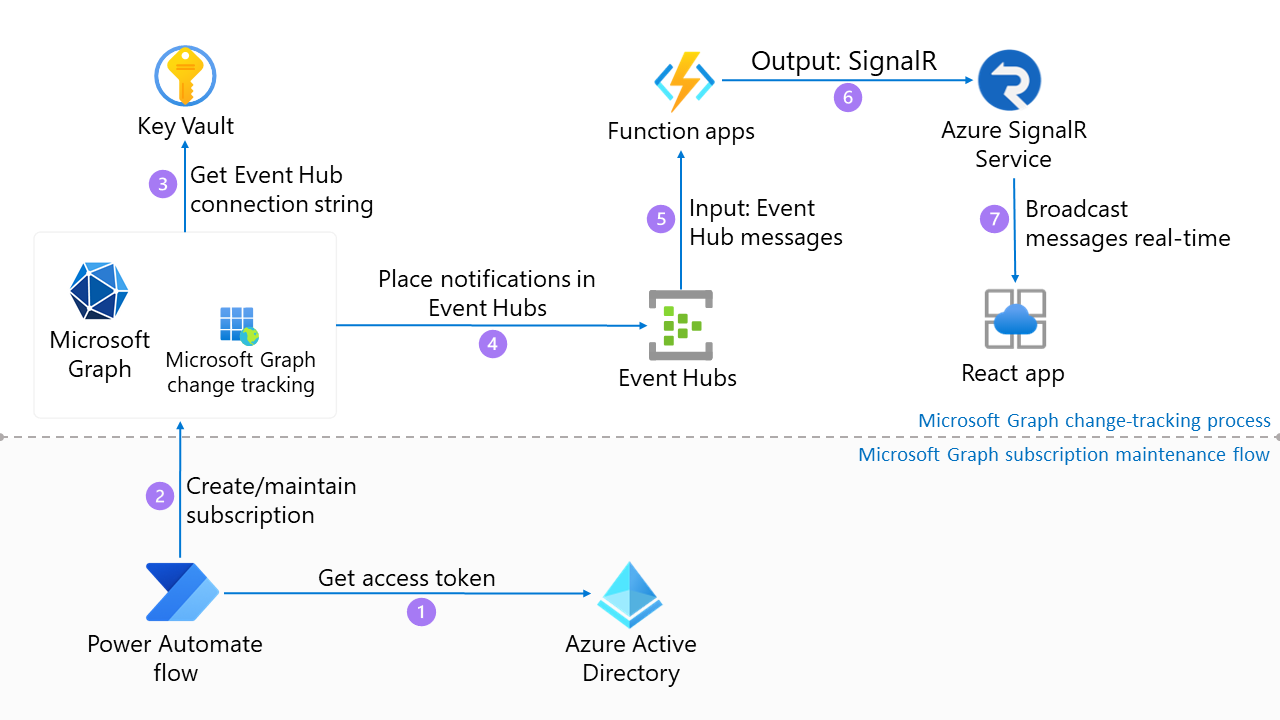 Key Vault
3
Get Event Hub
connection string
Microsoft
Graph
Microsoft Graph
change tracking
Place notifications in
Event Hubs
4
Function apps
Output: SignalR
6
Azure SignalR
Service
5
Input: Event
Hub messages
7
Broadcast
messages real-time
Event Hubs
React app
Microsoft Graph change-tracking process
Microsoft Graph subscription maintenance flow
2
Create/maintain
subscription
Get access token
1
Power Automate
flow
Azure Active
Directory